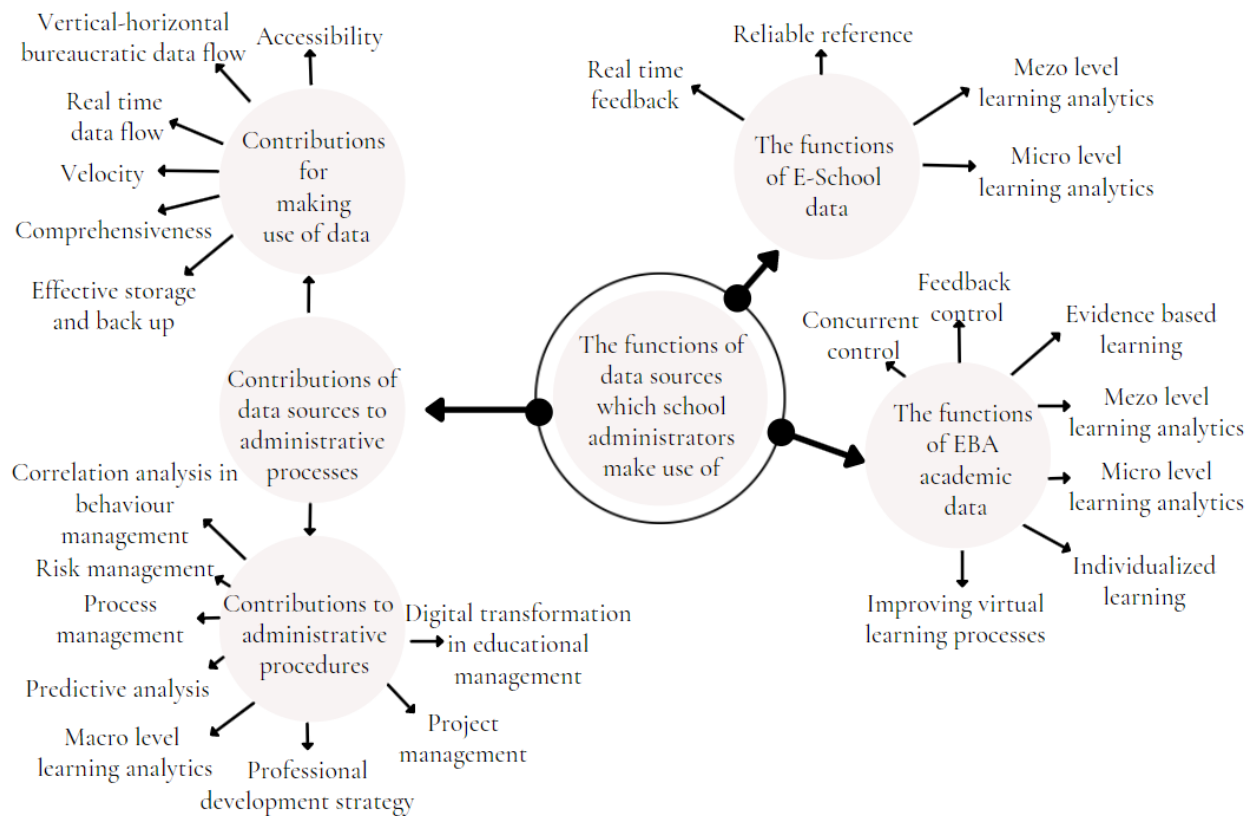 Vertical-horizontal
bureaucratic data flow
Accessibility
Real time
data flow
Velocity
Comprehensiveness
Effective storage
and back up
Contributions
for
making
use of data
Contributions of
data sources to
administrative
processes
Correlation analysis in
behaviour
management
Risk management
Process
management
Predictive analysis
Macro level
learning analytics
Professional
development strategy
Project
management
Digital transformation
in educational
management
Contributions to
administrative
procedures
The functions of
data sources
which school
administrators
make use of
Reliable reference
Real time
feedback
Mezo level
learning analytics
Micro level
learning analytics
The functions
of E-School
data
Feedback
control
Concurrent
control
Evidence based
learning
Mezo level
learning analytics
Micro level
learning analytics
Individualized
learning
Improving virtual
learning processes
The functions
of EBA
academic
data